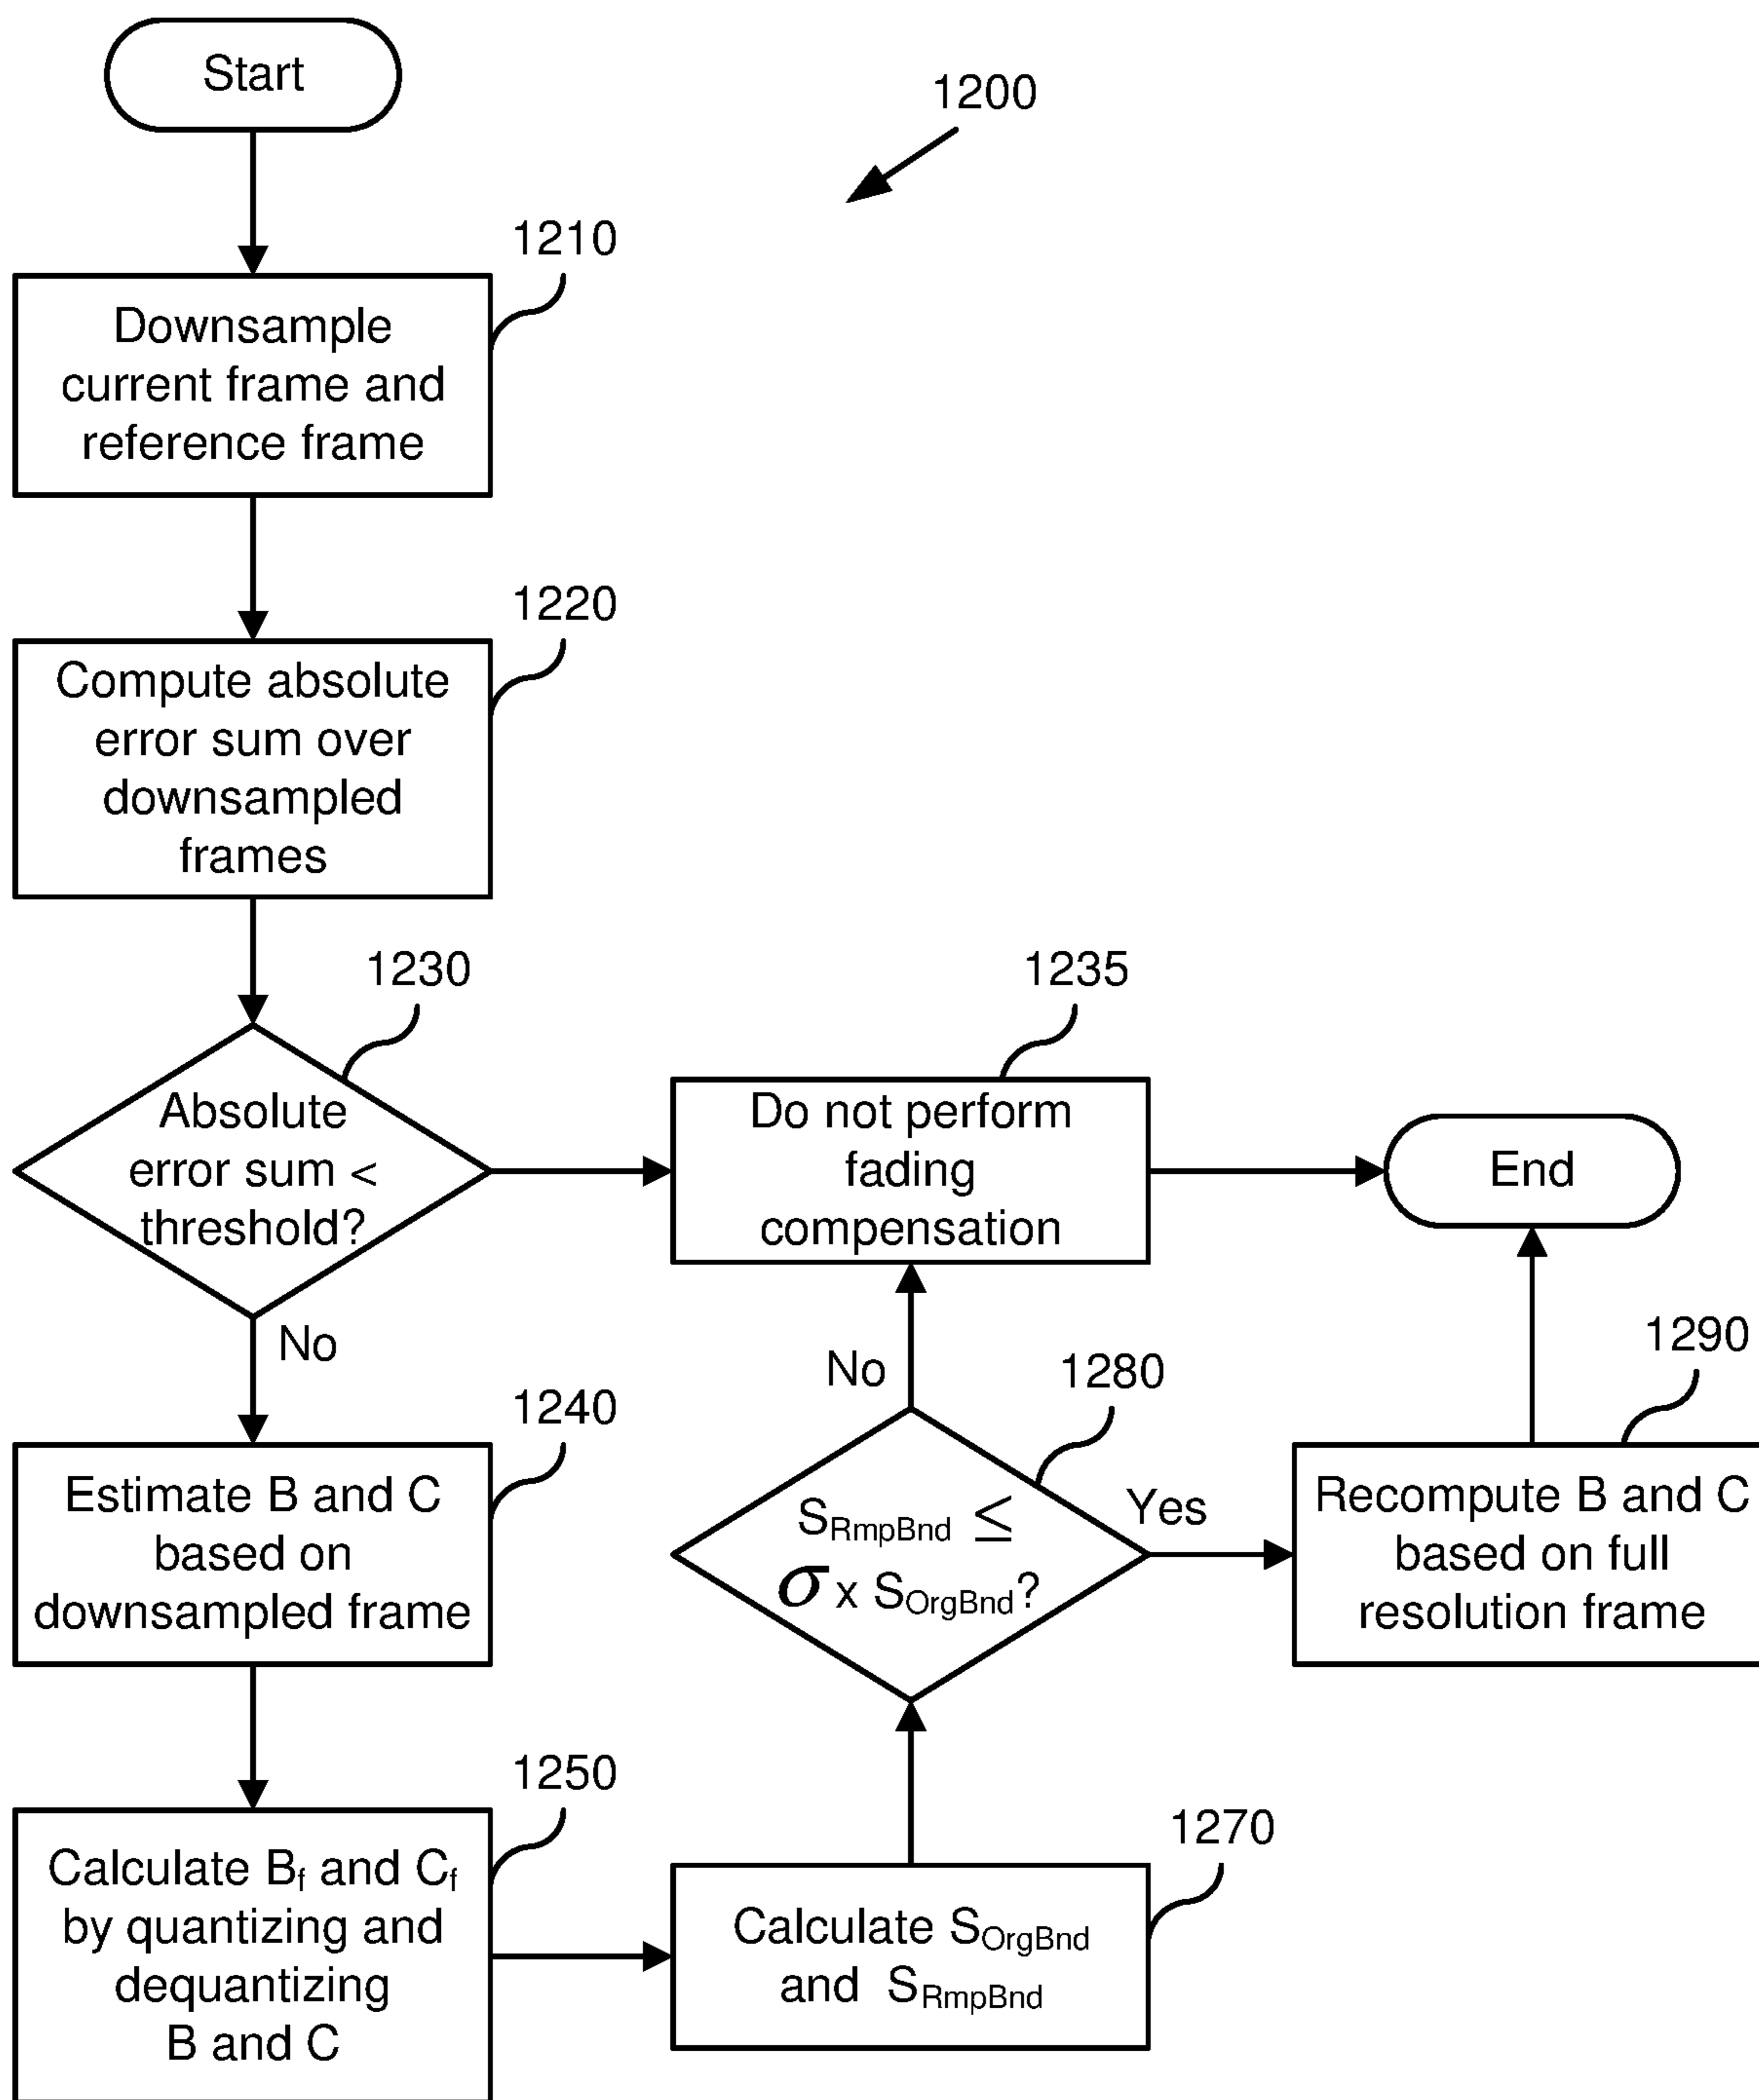 Start
1200
1210
Downsample
current frame and
reference frame
1220
Compute absolute
error sum over
downsampled
frames
1230
Absolute
error sum <
threshold?
No
1235
Do not perform
fading
compensation
End
1240
Estimate B and C
based on
downsampled frame
1250
Calculate Bf and Cf
by quantizing and
dequantizing
B and C
1270
Calculate SOrgBnd
and SRmpBnd
1280
SRmpBnd ≤
σ x SOrgBnd?
No
Yes
1290
Recompute B and C
based on full
resolution frame